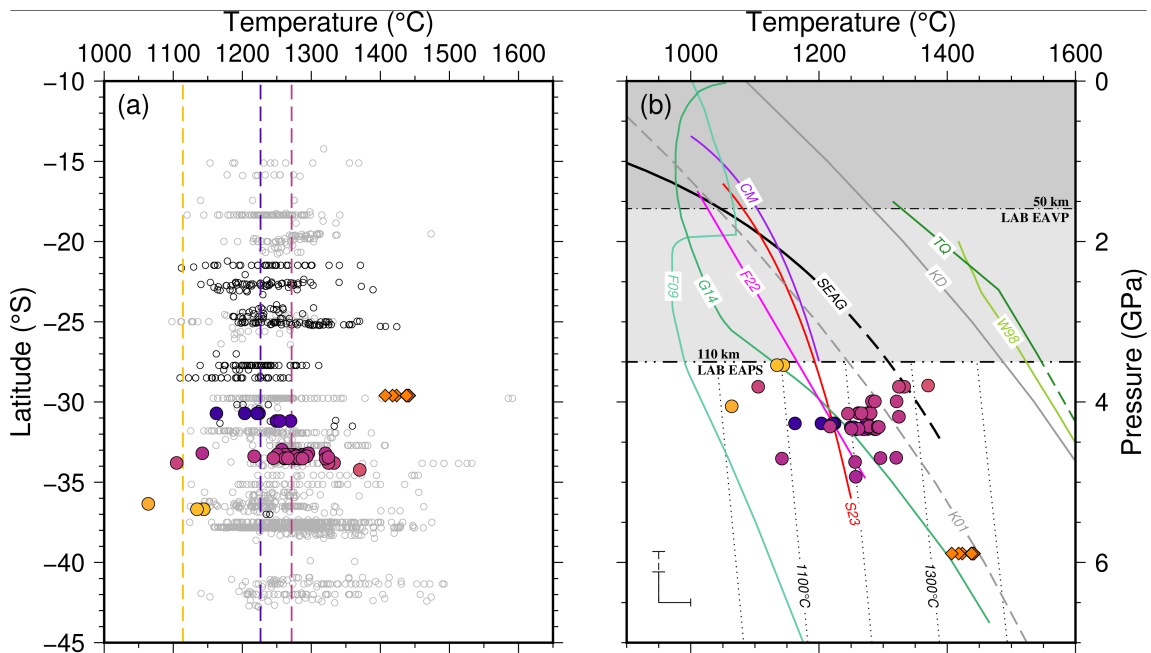 Temperature (°C)
1000 1100 1200 1300 1400 1500 1600
−10
−15
−20
−25
−30
−35
−40
−45
Latitude (°S)
(a)
Temperature (°C)
1000 1200 1400 1600
0
2
4
6
Pressure (GPa)
(b)
CM
50 km
LAB EAVP
TQ
KD
F22
SEAG
F09
G14
W98
110 km
LAB EAPS
S23
K01
1100°C
1300°C